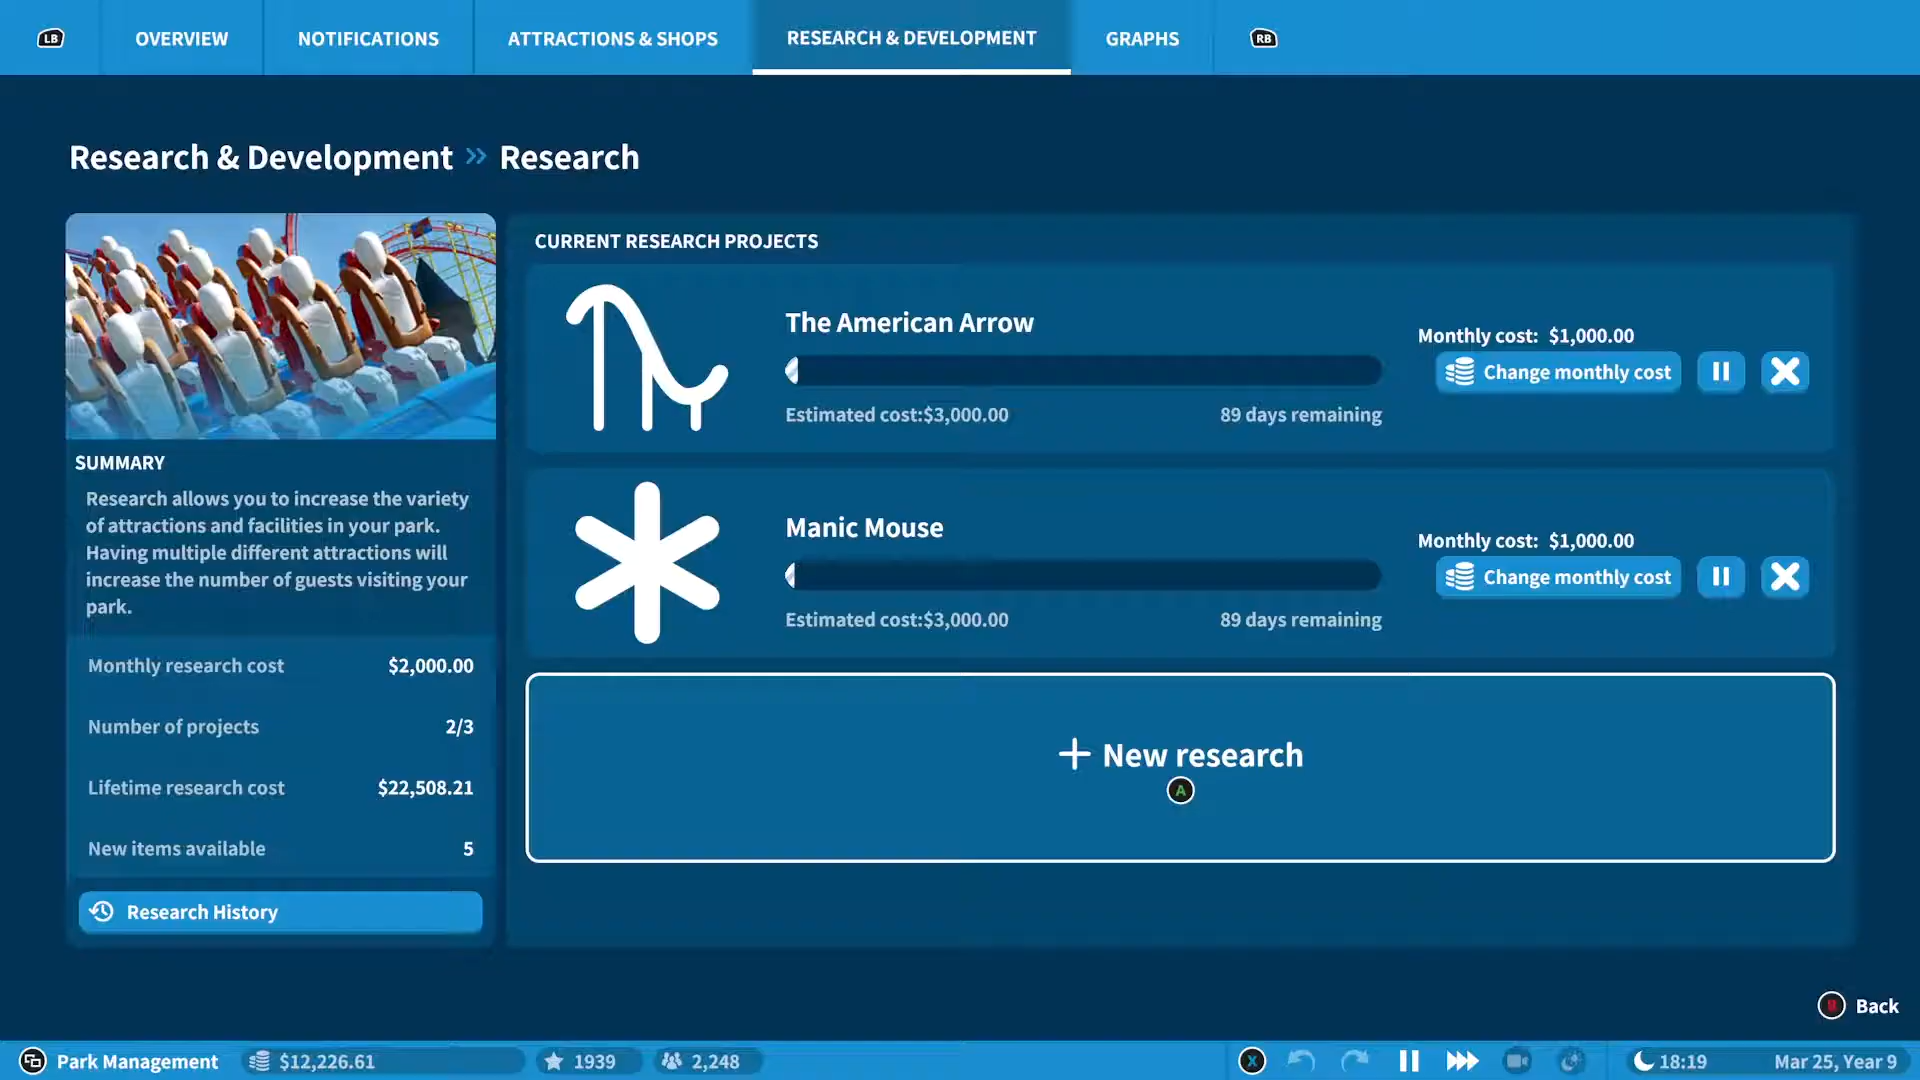 LB
OVERVIEW
NOTIFICATIONS
ATTRACTIONS & SHOPS
RESEARCH & DEVELOPMENT
GRAPHS
RB
Research & Development » Research
SUMMARY
Research allows you to increase the variety
of attractions and facilities in your park.
Having multiple different attractions will
increase the number of guests visiting your
park.
Monthly research cost $2,000.00
Number of projects 2/3
Lifetime research cost $22,508.21
New items available 5
Research History
CURRENT RESEARCH PROJECTS
The American Arrow
Estimated cost:$3,000.00
89 days remaining
Monthly cost: $1,000.00
Change monthly cost
Manic Mouse
Estimated cost:$3,000.00
89 days remaining
Monthly cost: $1,000.00
Change monthly cost
New research
A
B Back
Park Management
$12,226.61
1939
2,248
X
18:19
Mar 25, Year 9